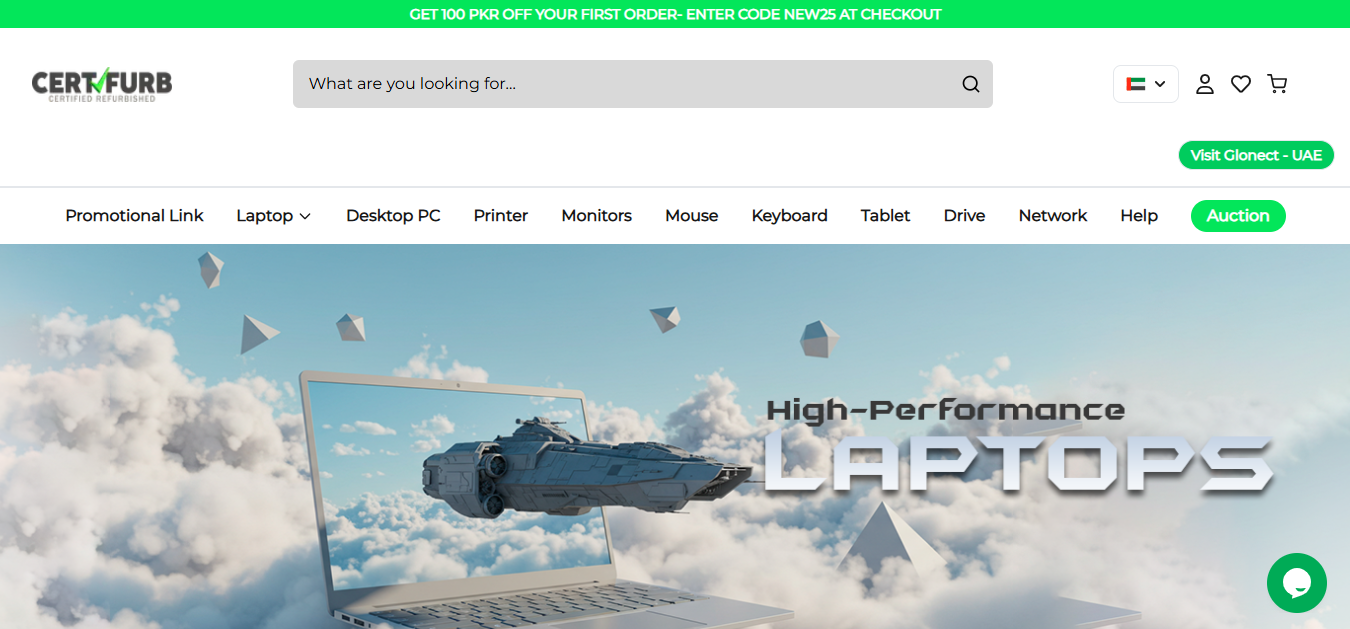 GET 100 PKR OFF YOUR FIRST ORDER- ENTER CODE NEW25 AT CHECKOUT
CERT✓FURB
CERTIFIED REFURBISHED
What are you looking for...
Visit Glonect - UAE
Promotional Link Laptop Desktop PC Printer Monitors Mouse Keyboard Tablet Drive Network Help Auction
High-Performance
LAPTOPS